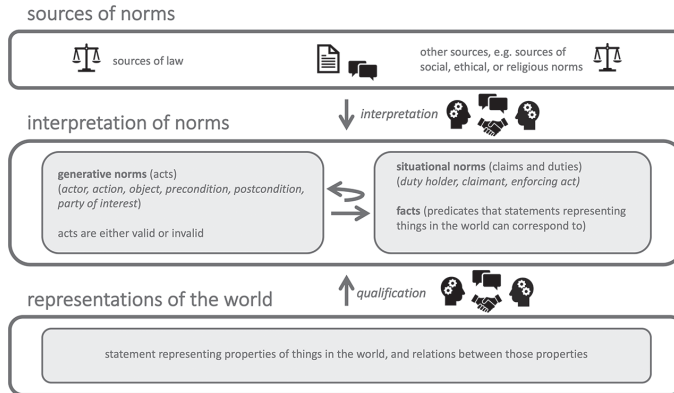 sources of norms
sources of law
other sources, e.g. sources of
social, ethical, or religious norms
interpretation
interpretation of norms
generative norms (acts)
(actor, action, object, precondition, postcondition,
party of interest)
acts are either valid or invalid
situational norms (claims and duties)
(duty holder, claimant, enforcing act)
facts (predicates that statements representing
things in the world can correspond to)
qualification
representations of the world
statement representing properties of things in the world, and relations between those properties